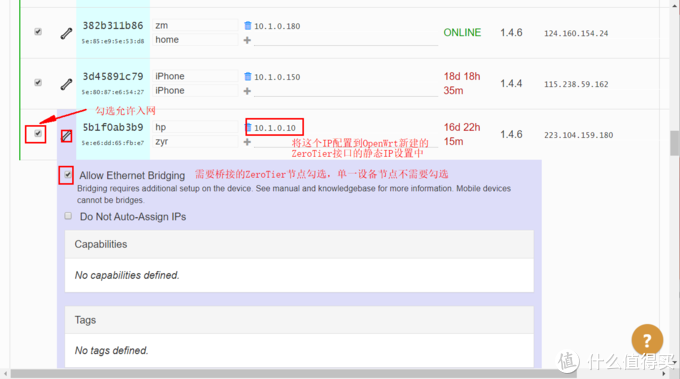 382b311b86
5e:85:e9:5e:53:d8
zm
home
10.1.0.180
ONLINE
1.4.6
124.160.154.24
3d45891c79
5e:80:87:e6:54:27
iPhone
iPhone
10.1.0.150
18d 18h
35m
1.4.4
115.238.59.162
勾选允许入网
5b1f0ab3b9
5e:e6:dd:65:fb:e7
hp
zyr
10.1.0.10
16d 22h
15m
1.4.6
223.104.159.180
将这个IP配置到OpenWrt新建的
ZeroTier接口的静态IP设置中
Allow Ethernet Bridging
需要桥接的ZeroTier节点勾选，单一设备节点不需要勾选
Bridging requires additional setup on the device. See manual and knowledgebase for more information. Mobile devices
cannot be bridges.
Do Not Auto-Assign IPs
Capabilities
No capabilities defined.
Tags
No tags defined.
?
值 什么值得买